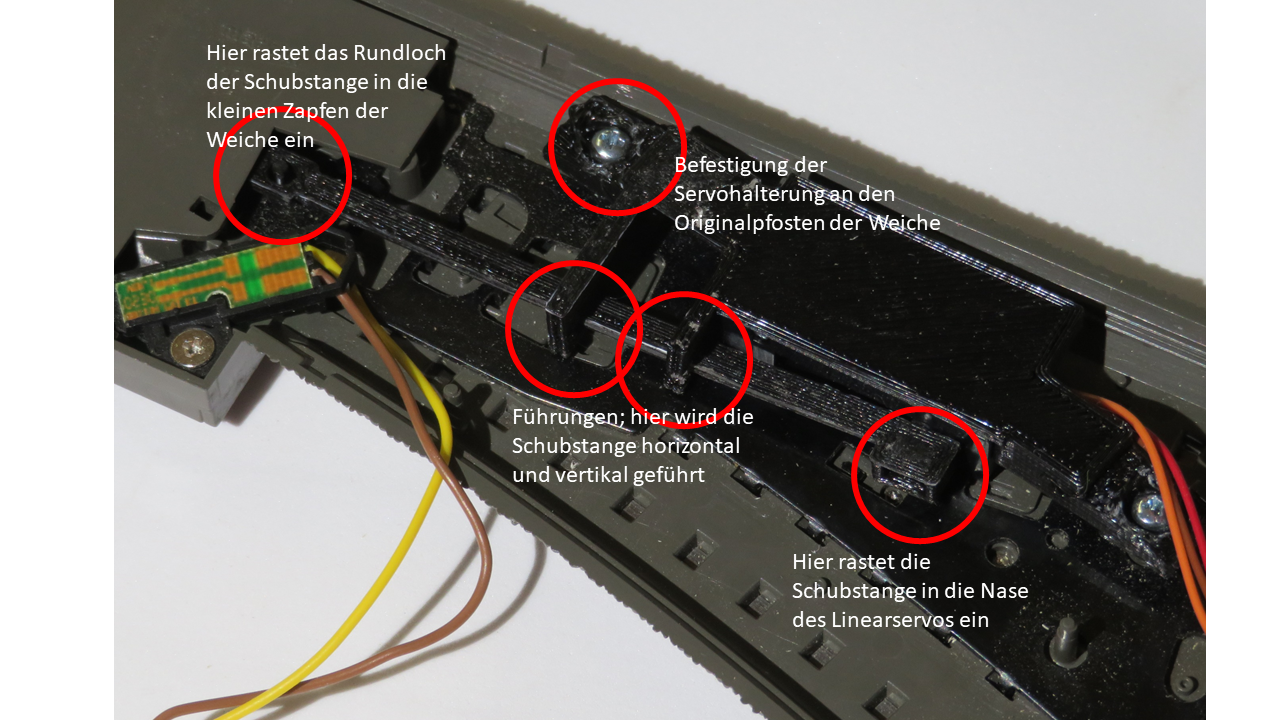 Hier rastet das Rundloch
der Schubstange in die
kleinen Zapfen der
Weiche ein
Befestigung der
Servohalterung an den
Originalpfosten der Weiche
Führungen; hier wird die
Schubstange horizontal
und vertikal geführt
Hier rastet die
Schubstange in die Nase
des Linearservos ein